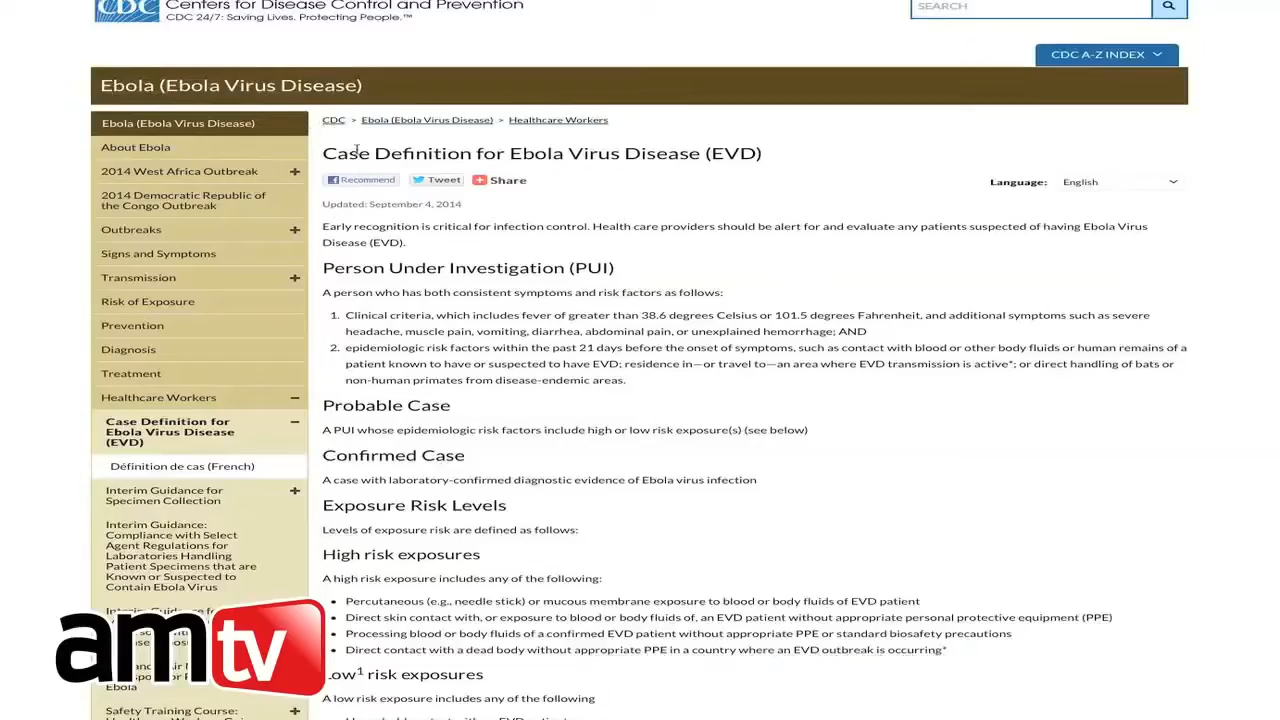 CDC Centers for Disease Control and Prevention
CDC 24/7: Saving Lives. Protecting People.™
SEARCH
CDC A-Z INDEX
Ebola (Ebola Virus Disease)
Ebola (Ebola Virus Disease)
About Ebola
2014 West Africa Outbreak
2014 Democratic Republic of
the Congo Outbreak
Outbreaks
Signs and Symptoms
Transmission
Risk of Exposure
Prevention
Diagnosis
Treatment
Healthcare Workers
Case Definition for
Ebola Virus Disease
(EVD)
Définition de cas (French)
Interim Guidance for
Specimen Collection
Interim Guidance:
Compliance with Select
Agent Regulations for
Laboratories Handling
Patient Specimens that are
Known or Suspected to
Contain Ebola Virus
Ebola
Safety Training Course:
CDC > Ebola (Ebola Virus Disease) > Healthcare Workers
Case Definition for Ebola Virus Disease (EVD)
Recommend Tweet Share
Language: English
Updated: September 4, 2014
Early recognition is critical for infection control. Health care providers should be alert for and evaluate any patients suspected of having Ebola Virus
Disease (EVD).
Person Under Investigation (PUI)
A person who has both consistent symptoms and risk factors as follows:
1. Clinical criteria, which includes fever of greater than 38.6 degrees Celsius or 101.5 degrees Fahrenheit, and additional symptoms such as severe
headache, muscle pain, vomiting, diarrhea, abdominal pain, or unexplained hemorrhage; AND
2. epidemiologic risk factors within the past 21 days before the onset of symptoms, such as contact with blood or other body fluids or human remains of a
patient known to have or suspected to have EVD; residence in—or travel to—an area where EVD transmission is active*; or direct handling of bats or
non-human primates from disease-endemic areas.
Probable Case
A PUI whose epidemiologic risk factors include high or low risk exposure(s) (see below)
Confirmed Case
A case with laboratory-confirmed diagnostic evidence of Ebola virus infection
Exposure Risk Levels
Levels of exposure risk are defined as follows:
High risk exposures
A high risk exposure includes any of the following:
• Percutaneous (e.g., needle stick) or mucous membrane exposure to blood or body fluids of EVD patient
• Direct skin contact with, or exposure to blood or body fluids of, an EVD patient without appropriate personal protective equipment (PPE)
• Processing blood or body fluids of a confirmed EVD patient without appropriate PPE or standard biosafety precautions
• Direct contact with a dead body without appropriate PPE in a country where an EVD outbreak is occurring*
Low¹ risk exposures
A low risk exposure includes any of the following
amtv